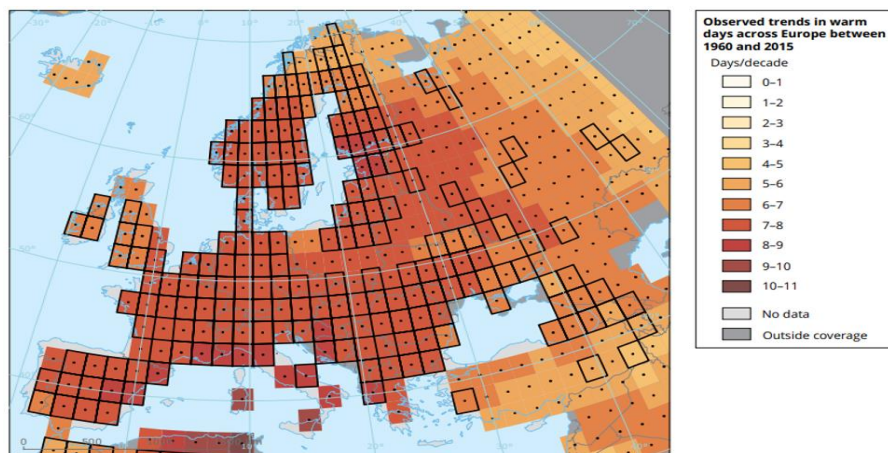 Observed trends in warm
days across Europe between
1960 and 2015
Days/decade
0–1
1–2
2–3
3–4
4–5
5–6
6–7
7–8
8–9
9–10
10–11
No data
Outside coverage
0
500
20°
30°